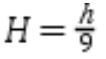 H = h/9